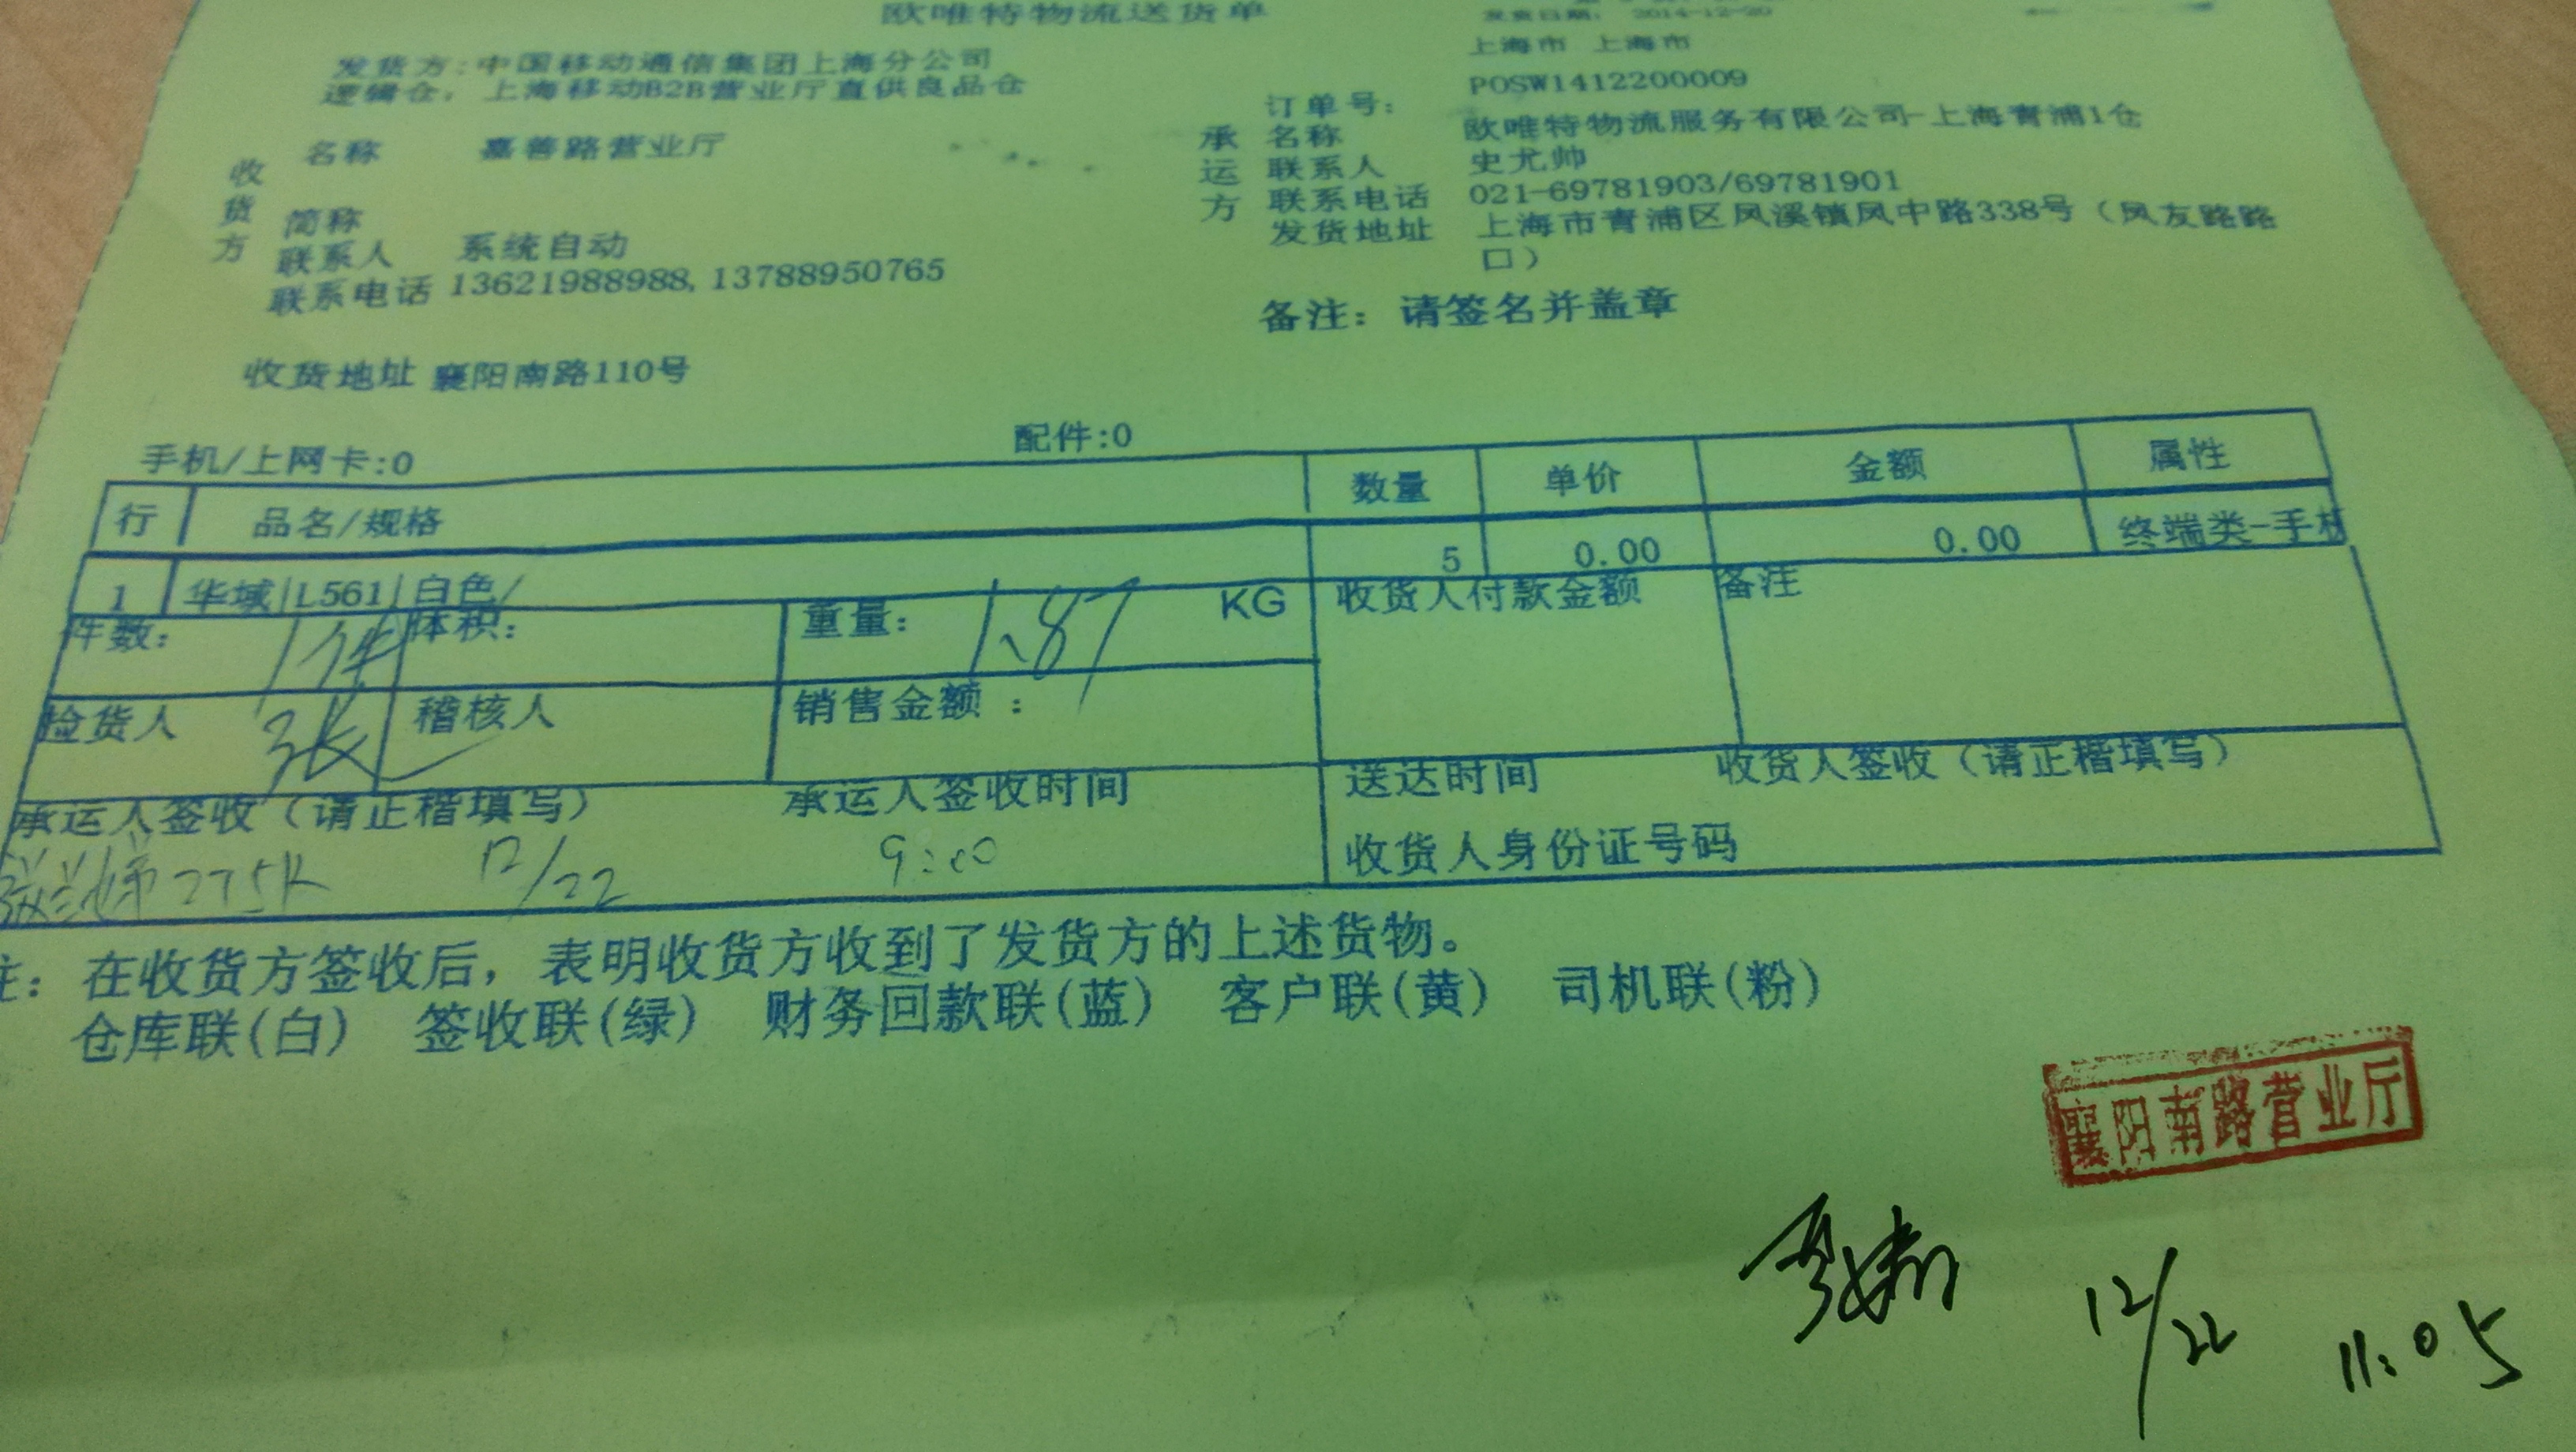 欧唯特物流送货单
发货日期： 2014-12-20
上海市 上海市
发货方:中国移动通信集团上海分公司
逻辑仓：上海移动B2B营业厅直供良品仓
订单号： POSW1412200009
收货方
名称 嘉善路营业厅
简称
联系人 系统自动
联系电话 13621988988, 13788950765
收货地址 襄阳南路110号
承运方
名称 欧唯特物流服务有限公司-上海青浦1仓
联系人 史尤帅
联系电话 021-69781903/69781901
发货地址 上海市青浦区凤溪镇凤中路338号（凤友路路
口）
备注：请签名并盖章
手机/上网卡:0 配件:0
行 品名/规格 数量 单价 金额 属性
1 华域|L561|白色/ 5 0.00 0.00 终端类-手机
件数： 1件 体积： 重量： 1.87 KG 收货人付款金额 备注
捡货人 张 稽核人 销售金额 ：
承运人签收（请正楷填写） 承运人签收时间 送达时间 收货人签收（请正楷填写）
275K 12/22 9:00 收货人身份证号码
注：在收货方签收后，表明收货方收到了发货方的上述货物。
仓库联(白) 签收联(绿) 财务回款联(蓝) 客户联(黄) 司机联(粉)
襄阳南路营业厅
12/22 11:05